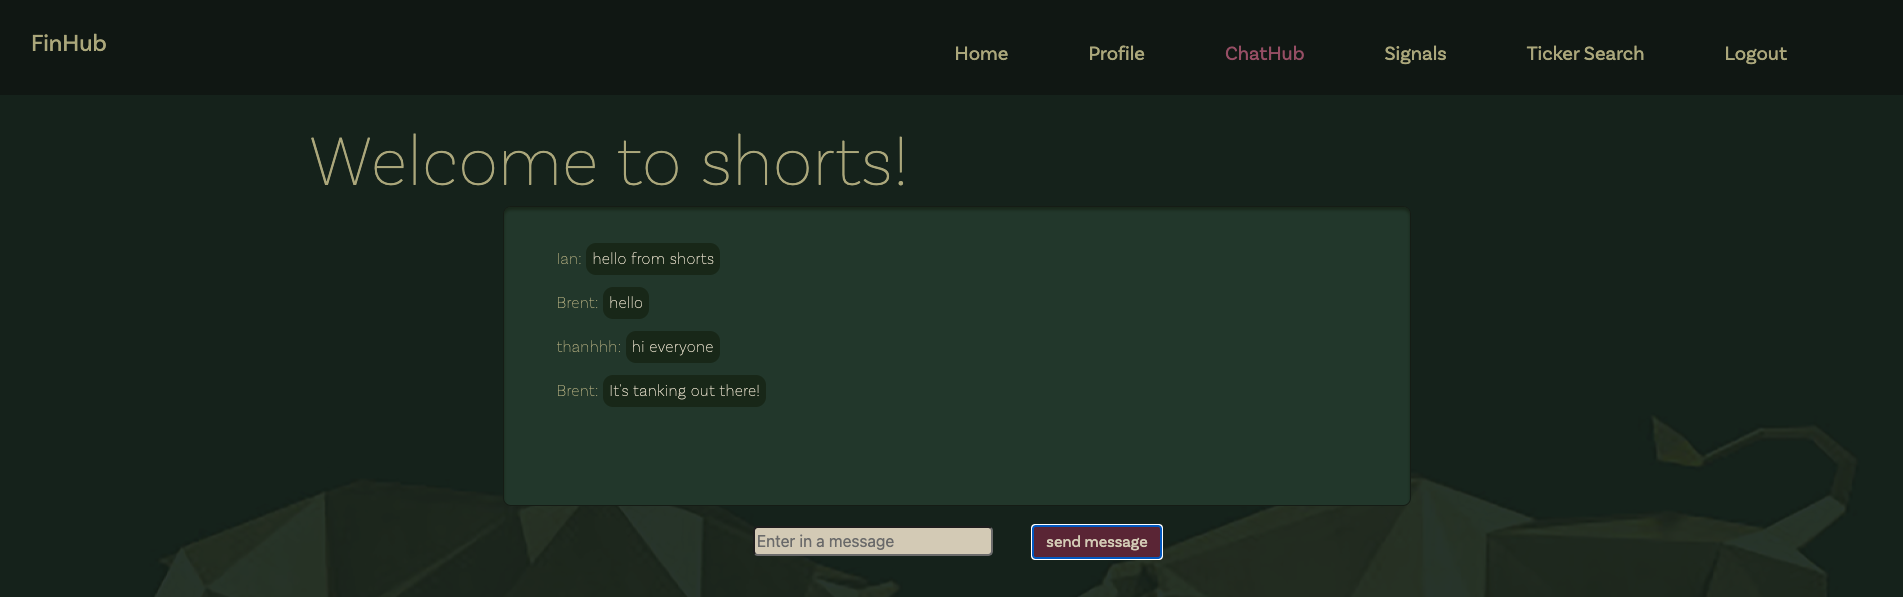 FinHub
Home Profile ChatHub Signals Ticker Search Logout
Welcome to shorts!
Ian: hello from shorts
Brent: hello
thanhhh: hi everyone
Brent: It's tanking out there!
Enter in a message send message